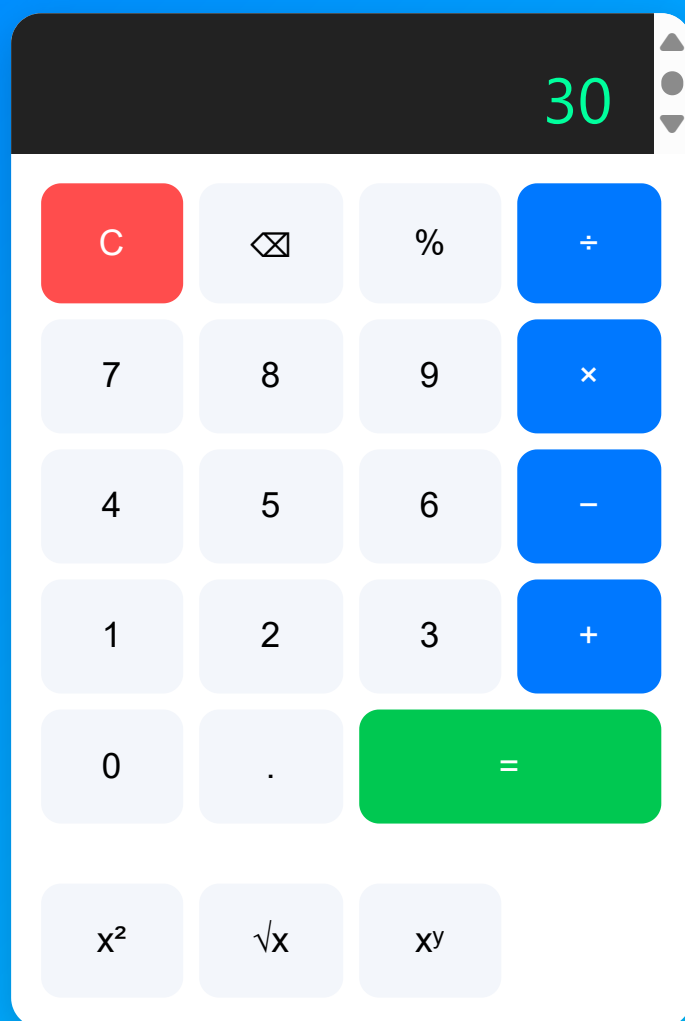 30
C ⌫ % ÷
7 8 9 ×
4 5 6 −
1 2 3 +
0 . =
x² √x xʸ